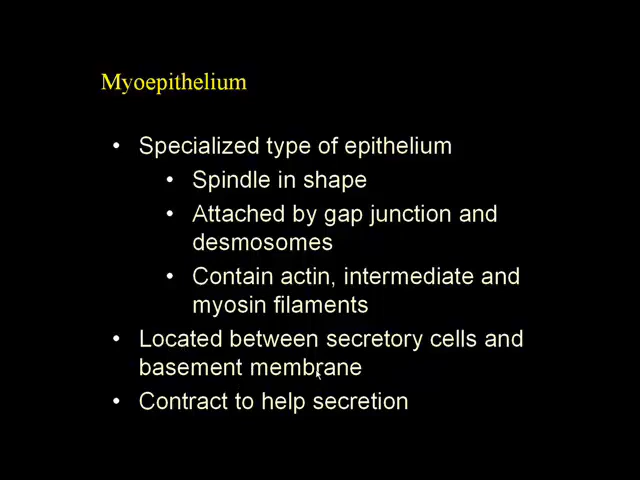 Myoepithelium
• Specialized type of epithelium
• Spindle in shape
• Attached by gap junction and
desmosomes
• Contain actin, intermediate and
myosin filaments
• Located between secretory cells and
basement membrane
• Contract to help secretion